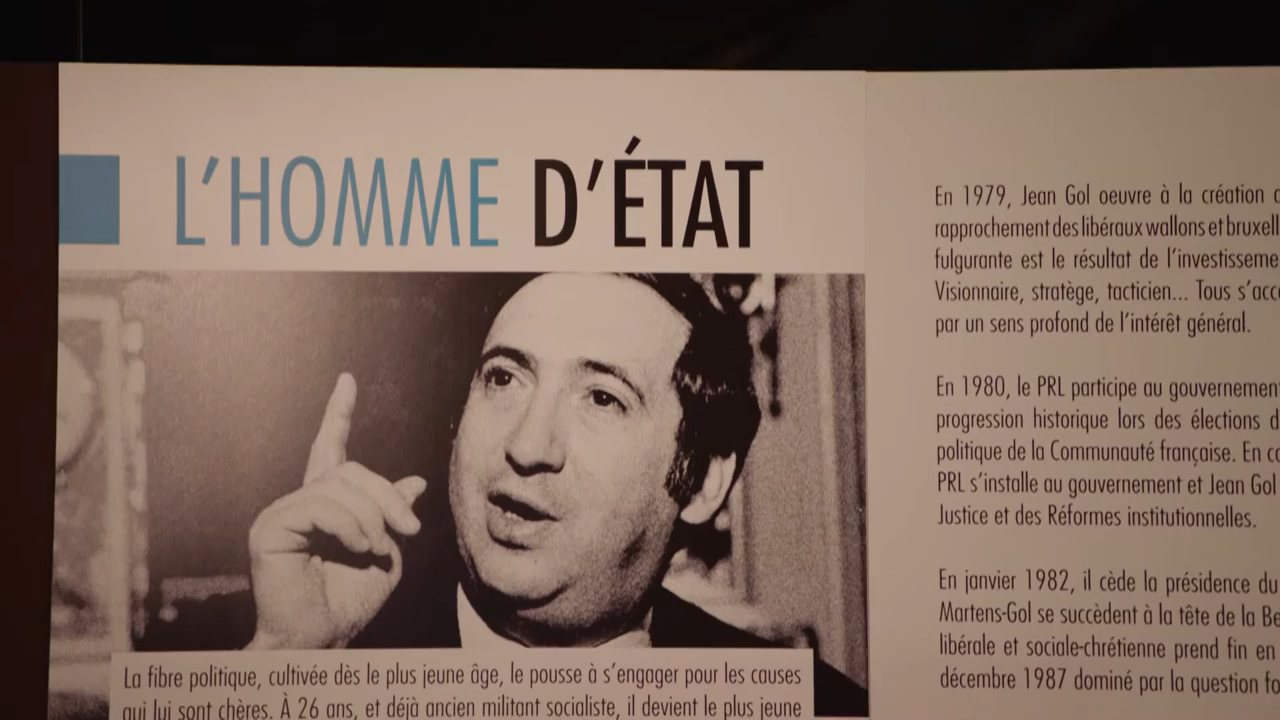 L'HOMME D'ÉTAT
La fibre politique, cultivée dès le plus jeune âge, le pousse à s'engager pour les causes
qui lui sont chères. À 26 ans, et déjà ancien militant socialiste, il devient le plus jeune
En 1979, Jean Gol oeuvre à la création
rapprochement des libéraux wallons et bruxell
fulgurante est le résultat de l'investisseme
Visionnaire, stratège, tacticien... Tous s'acc
par un sens profond de l'intérêt général.
En 1980, le PRL participe au gouvernement
progression historique lors des élections d
politique de la Communauté française. En co
PRL s'installe au gouvernement et Jean Gol
Justice et des Réformes institutionnelles.
En janvier 1982, il cède la présidence du
Martens-Gol se succèdent à la tête de la Be
libérale et sociale-chrétienne prend fin en
décembre 1987 dominé par la question fo